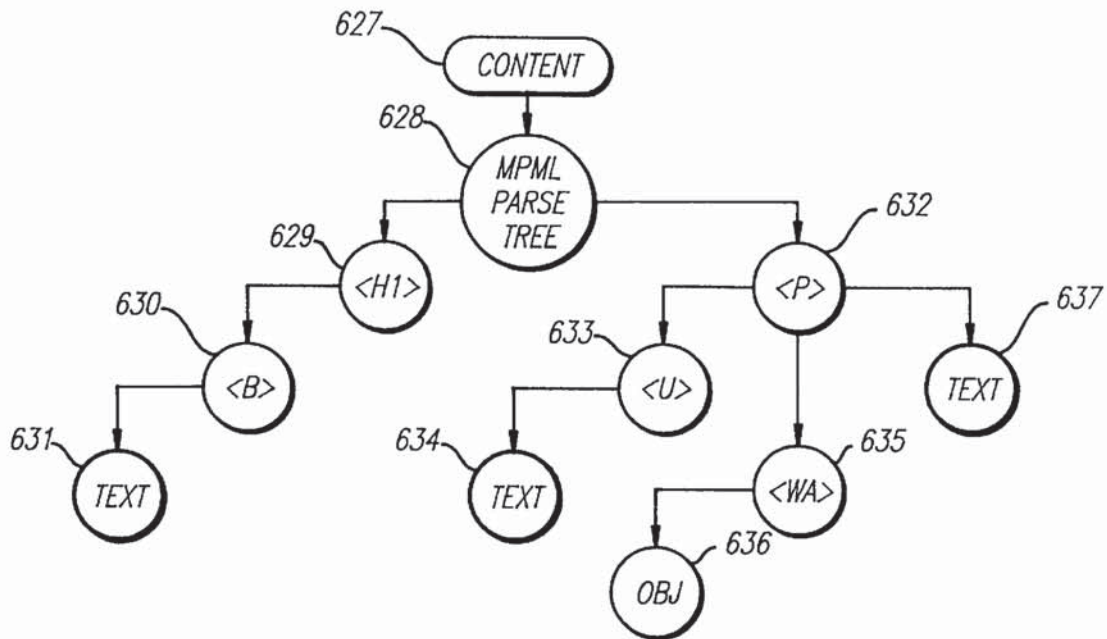 627
CONTENT
628
MPML
PARSE
TREE
632
629
<H1>
<P>
637
630
633
<B>
<U>
TEXT
631
634
635
TEXT
TEXT
<WA>
636
OBJ